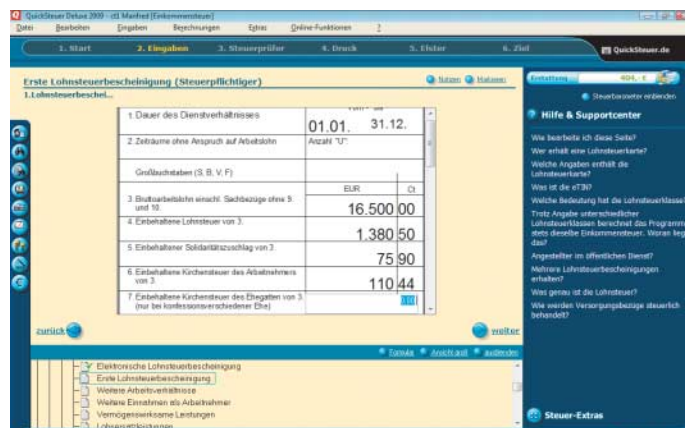 QuickSteuer Deluxe 2009 - ct1 Manfred [Einkommensteuer]
Datei Bearbeiten Eingaben Berechnungen Extras Online-Funktionen ?
1. Start 2. Eingaben 3. Steuerprüfer 4. Druck 5. Elster 6. Ziel
QuickSteuer.de
Erste Lohnsteuerbescheinigung (Steuerpflichtiger)
1.Lohnsteuerbeschei...
1. Dauer des Dienstverhältnisses
01.01. 31.12.
2. Zeiträume ohne Anspruch auf Arbeitslohn
Anzahl "U":
Großbuchstaben (S, B, V, F)
EUR Ct
3. Bruttoarbeitslohn einschl. Sachbezüge ohne 9.
und 10.
16.500 00
4. Einbehaltene Lohnsteuer von 3.
1.380 50
5. Einbehaltener Solidaritätszuschlag von 3.
75 90
6. Einbehaltene Kirchensteuer des Arbeitnehmers
von 3.
110 44
7. Einbehaltene Kirchensteuer des Ehegatten von 3.
(nur bei konfessionsverschiedener Ehe)
0,00
zurück
weiter
Formular Ansicht auf ausblenden
Elektronische Lohnsteuerbescheinigung
Erste Lohnsteuerbescheinigung
Weitere Arbeitsverhältnisse
Weitere Einnahmen als Arbeitnehmer
Vermögenswirksame Leistungen
Lohnersatzleistungen
Erstattung 404,- €
Steuerbarometer einblenden
Hilfe & Supportcenter
Wie bearbeite ich diese Seite?
Wer erhält eine Lohnsteuerkarte?
Welche Angaben enthält die
Lohnsteuerkarte?
Was ist die eTIN?
Welche Bedeutung hat die Lohnsteuerklasse?
Trotz Angabe unterschiedlicher
Lohnsteuerklassen berechnet das Programm
stets dieselbe Einkommensteuer. Woran liegt
das?
Angestellter im öffentlichen Dienst?
Mehrere Lohnsteuerbescheinigungen
erhalten?
Was genau ist die Lohnsteuer?
Wie werden Versorgungsbezüge steuerlich
behandelt?
Steuer-Extras